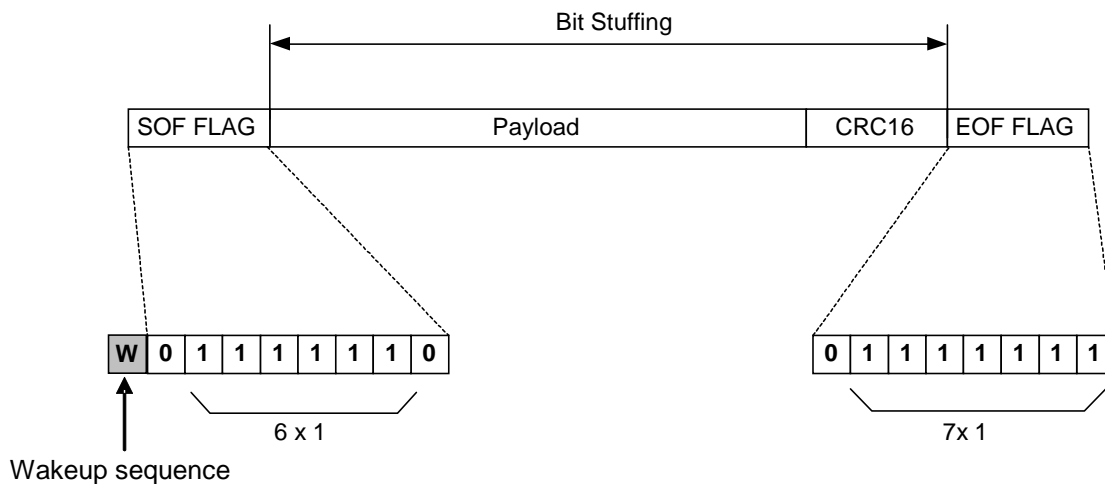 Bit Stuffing
SOF FLAG Payload CRC16 EOF FLAG
W 0 1 1 1 1 1 1 0 0 1 1 1 1 1 1 1
6 x 1 7x 1
Wakeup sequence